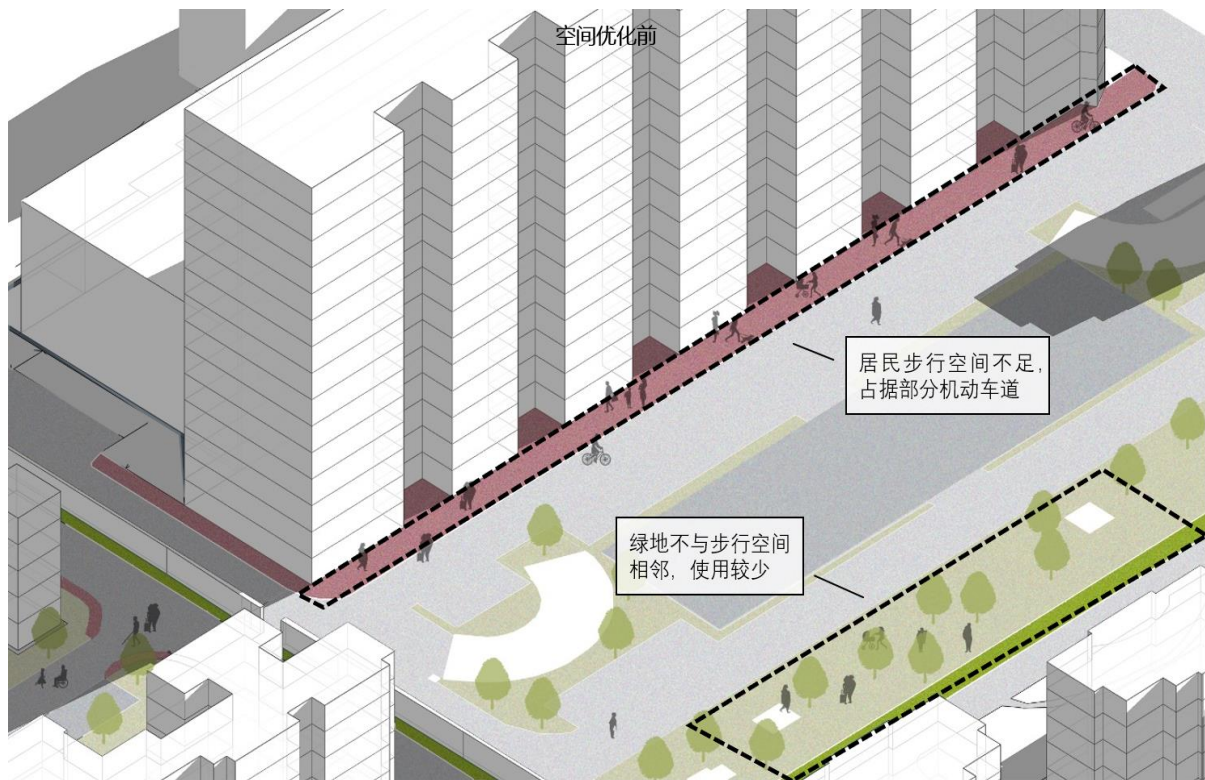 空间优化前
居民步行空间不足,
占据部分机动车道
绿地不与步行空间
相邻，使用较少